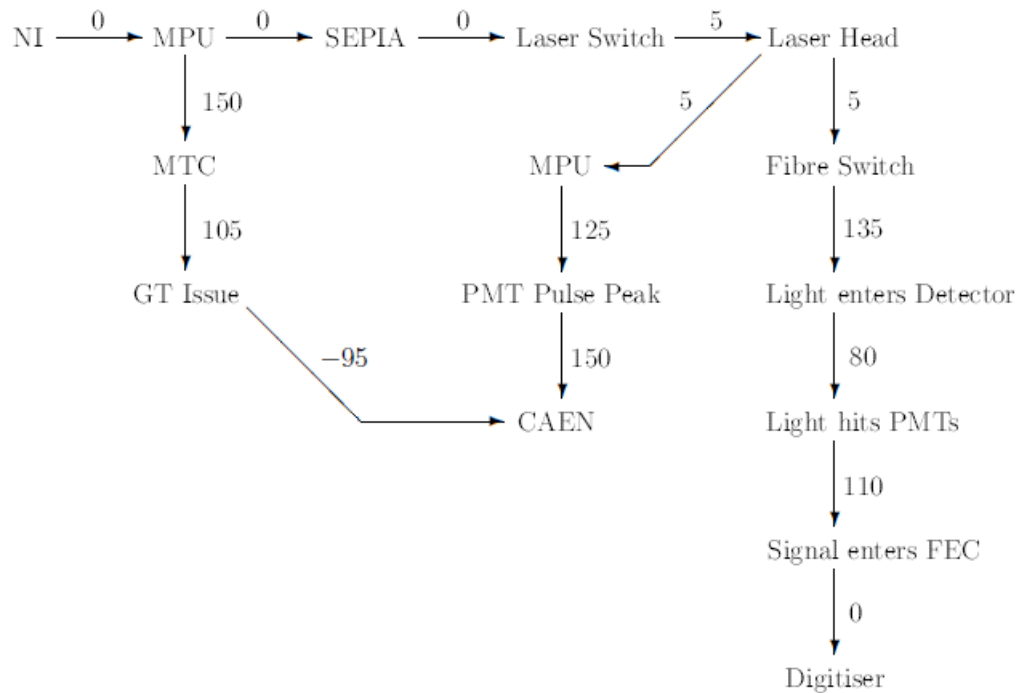 0 0 0 5
NI MPU SEPIA Laser Switch Laser Head
150 5 5
MTC MPU Fibre Switch
105 125 135
GT Issue PMT Pulse Peak Light enters Detector
−95 150 80
CAEN Light hits PMTs
110
Signal enters FEC
0
Digitiser